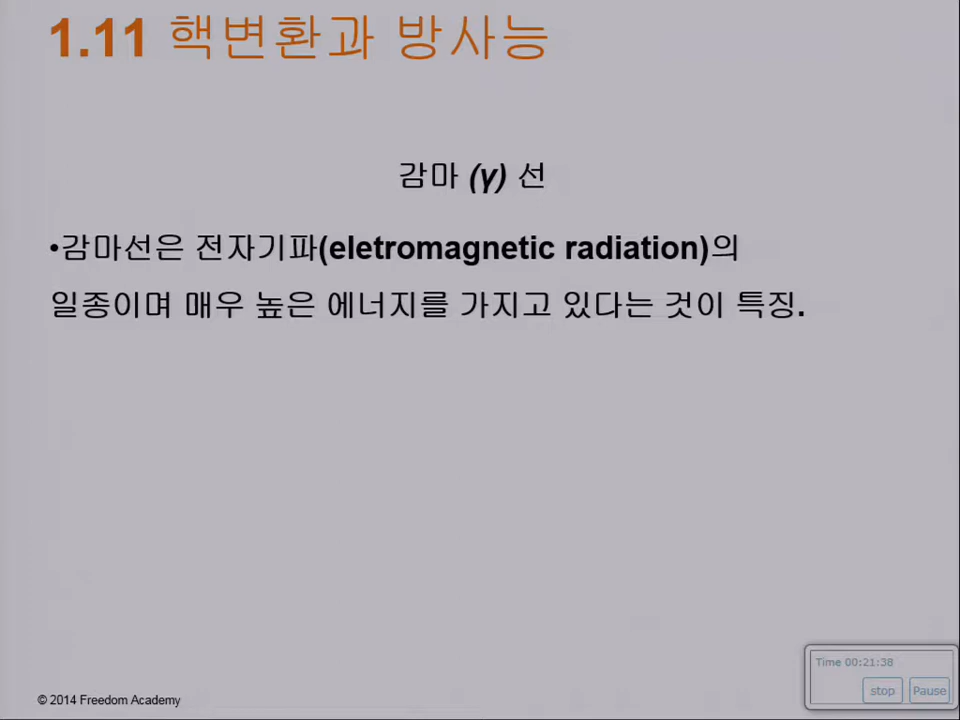 1.11 핵변환과 방사능
감마 (γ) 선
•감마선은 전자기파(eletromagnetic radiation)의
일종이며 매우 높은 에너지를 가지고 있다는 것이 특징.
Time 00:21:38
stop Pause
© 2014 Freedom Academy